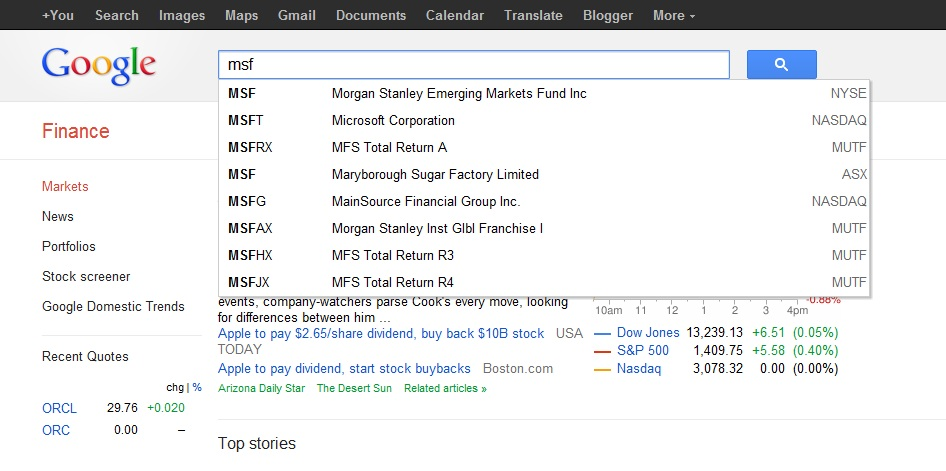 +You Search Images Maps Gmail Documents Calendar Translate Blogger More
Google
msf
MSF Morgan Stanley Emerging Markets Fund Inc NYSE
MSFT Microsoft Corporation NASDAQ
MSFRX MFS Total Return A MUTF
MSF Maryborough Sugar Factory Limited ASX
MSFG MainSource Financial Group Inc. NASDAQ
MSFAX Morgan Stanley Inst Glbl Franchise I MUTF
MSFHX MFS Total Return R3 MUTF
MSFJX MFS Total Return R4 MUTF
Finance
Markets
News
Portfolios
Stock screener
Google Domestic Trends
Recent Quotes
chg | %
ORCL 29.76 +0.020
ORC 0.00 –
events, company-watchers parse Cook's every move, looking
for differences between him ...
Apple to pay $2.65/share dividend, buy back $10B stock USA
TODAY
Apple to pay dividend, start stock buybacks Boston.com
Arizona Daily Star The Desert Sun Related articles »
-0.88%
10am 11 12 1 2 3 4pm
Dow Jones 13,239.13 +6.51 (0.05%)
S&P 500 1,409.75 +5.58 (0.40%)
Nasdaq 3,078.32 0.00 (0.00%)
Top stories